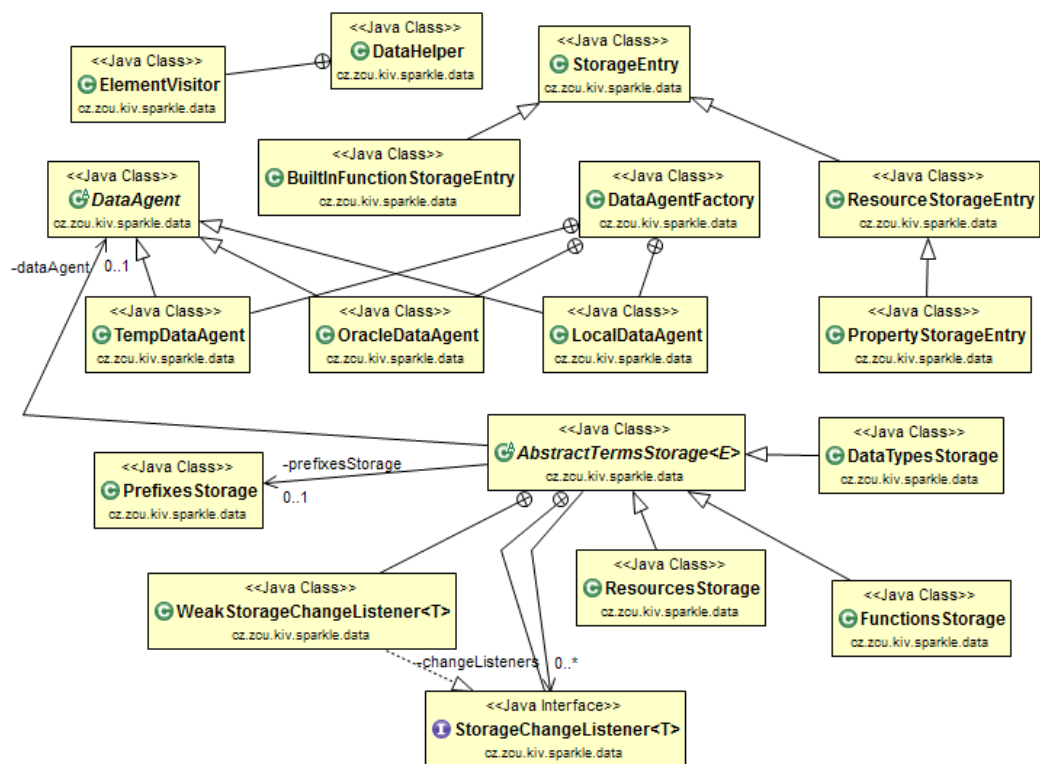 <<Java Class>>
DataHelper
cz.zcu.kiv.sparkle.data
<<Java Class>>
StorageEntry
cz.zcu.kiv.sparkle.data
<<Java Class>>
ElementVisitor
cz.zcu.kiv.sparkle.data
<<Java Class>>
BuiltInFunctionStorageEntry
cz.zcu.kiv.sparkle.data
<<Java Class>>
DataAgent
cz.zcu.kiv.sparkle.data
<<Java Class>>
DataAgentFactory
cz.zcu.kiv.sparkle.data
<<Java Class>>
ResourceStorageEntry
cz.zcu.kiv.sparkle.data
-dataAgent
0..1
<<Java Class>>
TempDataAgent
cz.zcu.kiv.sparkle.data
<<Java Class>>
OracleDataAgent
cz.zcu.kiv.sparkle.data
<<Java Class>>
LocalDataAgent
cz.zcu.kiv.sparkle.data
<<Java Class>>
PropertyStorageEntry
cz.zcu.kiv.sparkle.data
<<Java Class>>
AbstractTermsStorage<E>
cz.zcu.kiv.sparkle.data
<<Java Class>>
DataTypesStorage
cz.zcu.kiv.sparkle.data
-prefixesStorage
0..1
<<Java Class>>
PrefixesStorage
cz.zcu.kiv.sparkle.data
<<Java Class>>
ResourcesStorage
cz.zcu.kiv.sparkle.data
<<Java Class>>
WeakStorageChangeListener<T>
cz.zcu.kiv.sparkle.data
<<Java Class>>
FunctionsStorage
cz.zcu.kiv.sparkle.data
-changeListeners
0..*
<<Java Interface>>
StorageChangeListener<T>
cz.zcu.kiv.sparkle.data